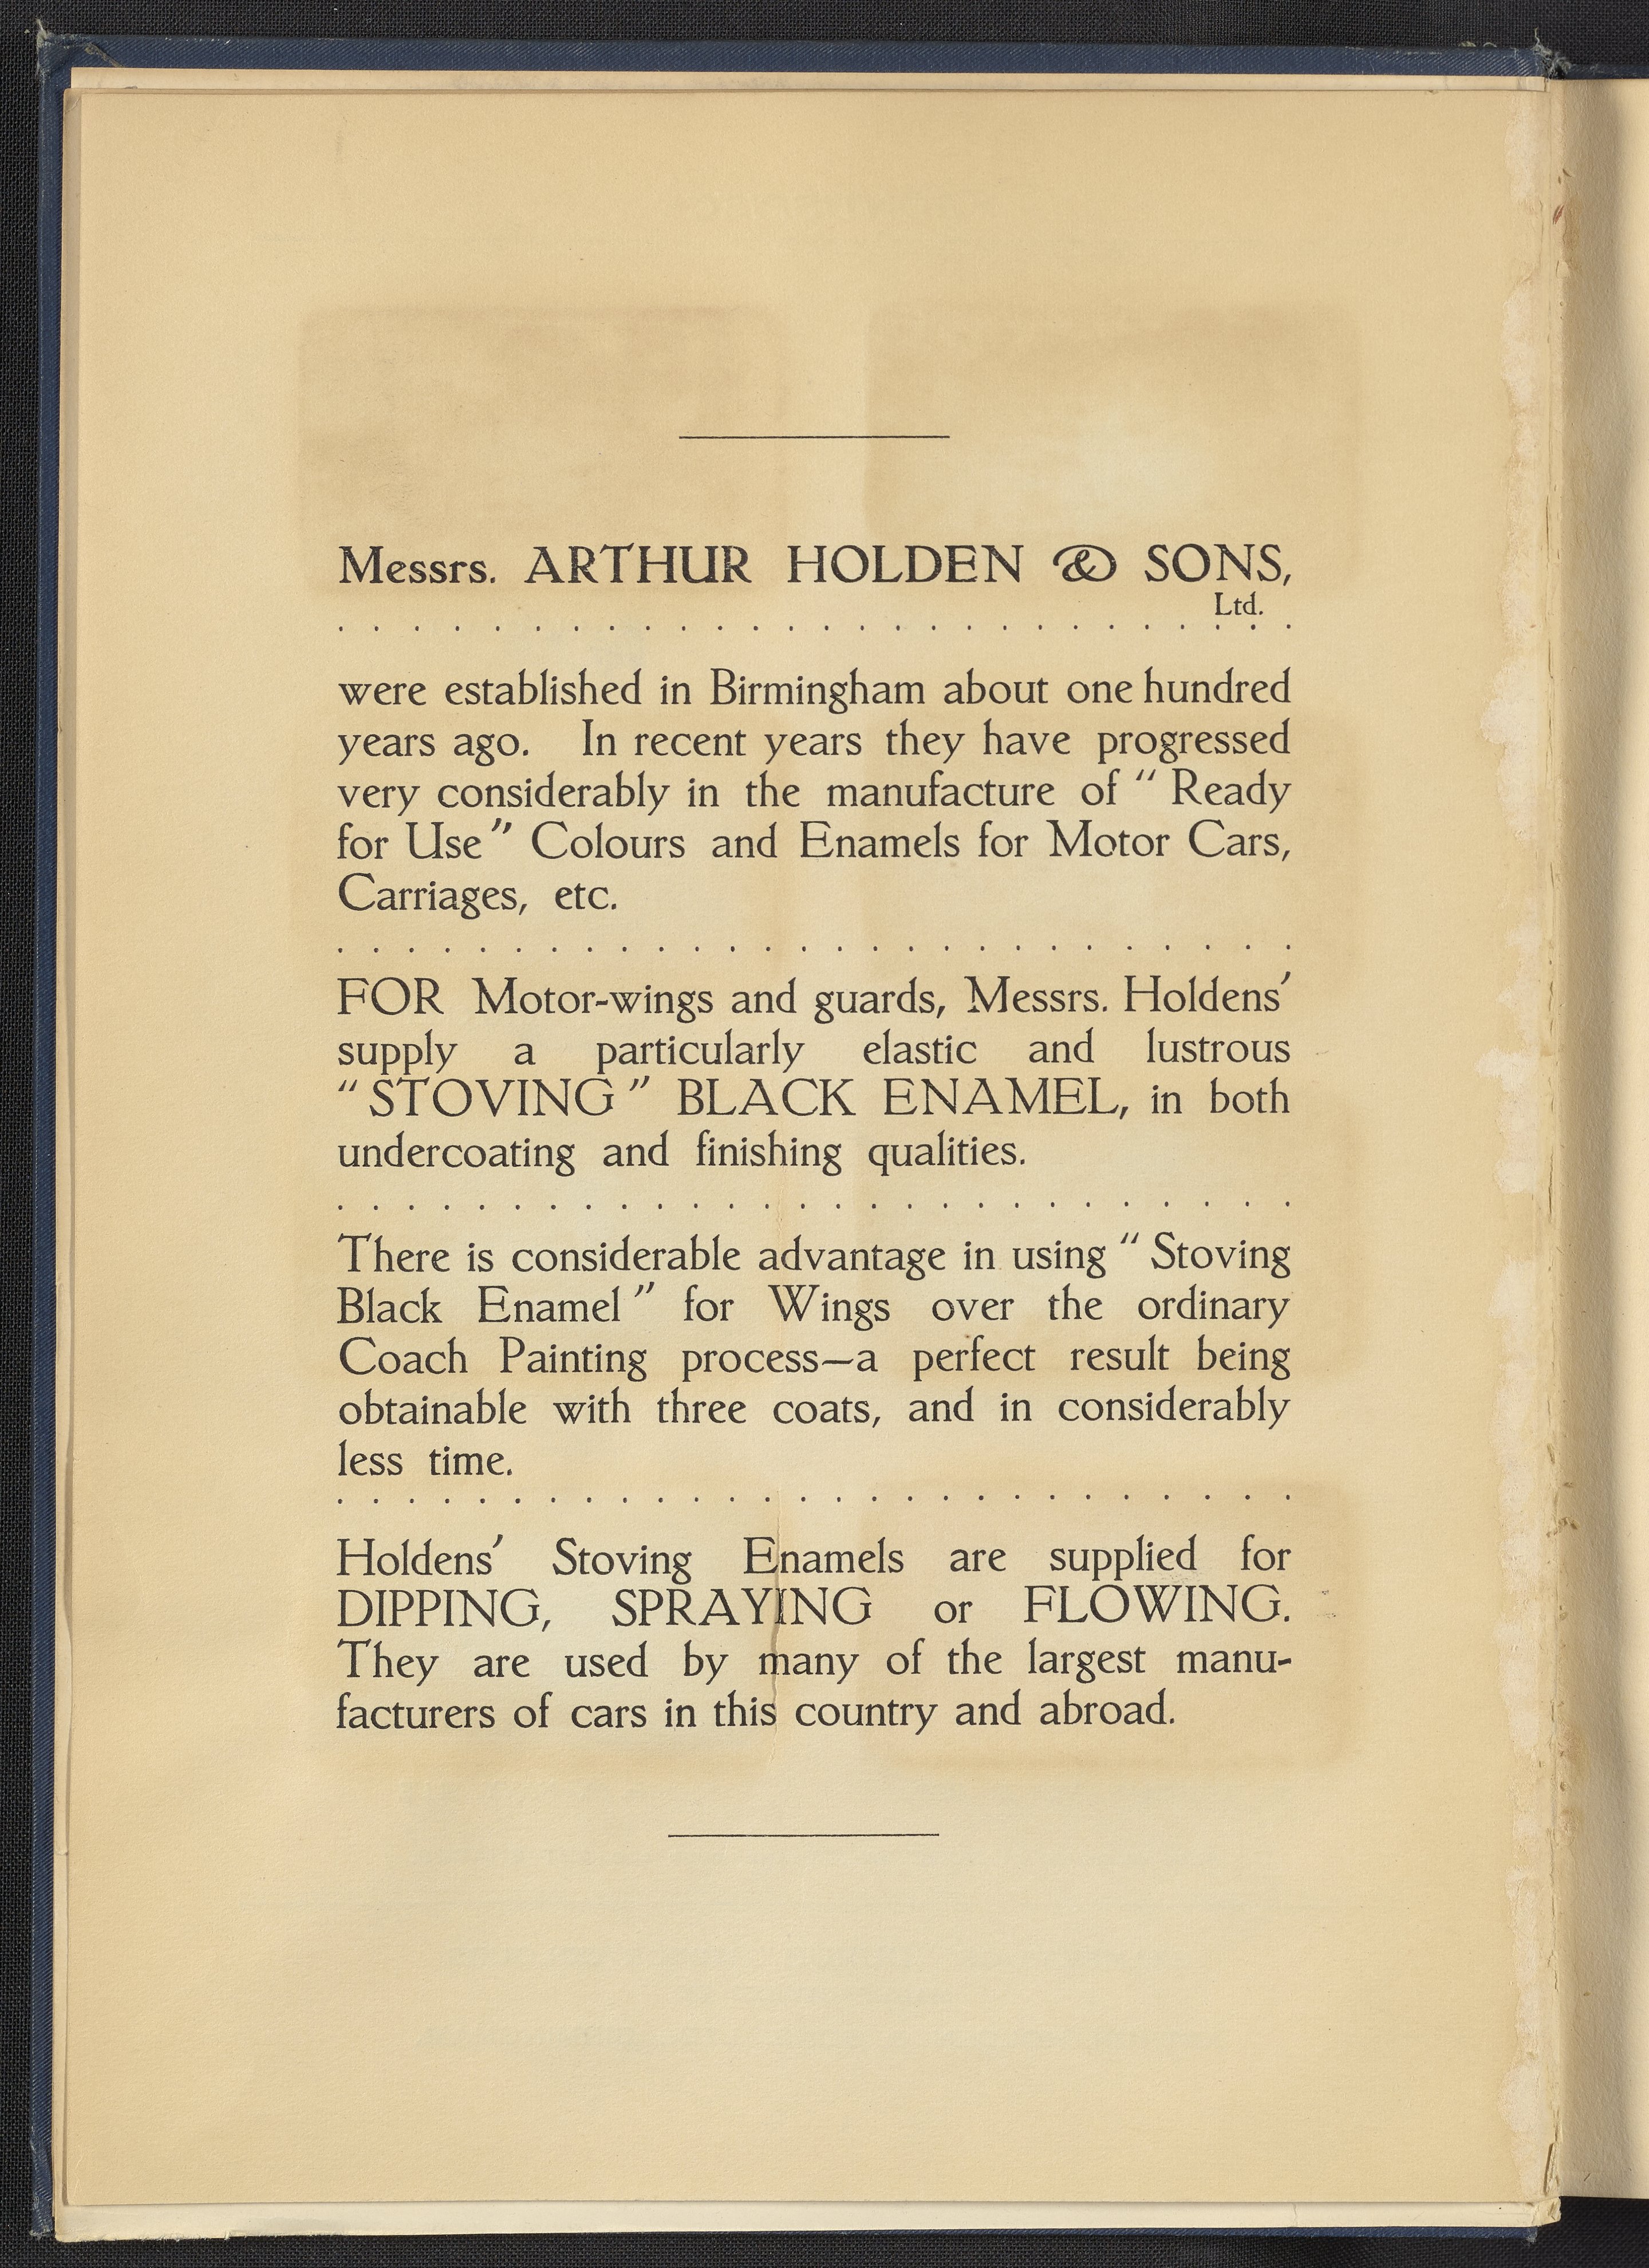 Messrs. ARTHUR HOLDEN & SONS,
Ltd.
were established in Birmingham about one hundred
years ago. In recent years they have progressed
very considerably in the manufacture of “ Ready
for Use ” Colours and Enamels for Motor Cars,
Carriages, etc.
FOR Motor-wings and guards, Messrs. Holdens’
supply a particularly elastic and lustrous
“ STOVING ” BLACK ENAMEL, in both
undercoating and finishing qualities.
There is considerable advantage in using “ Stoving
Black Enamel ” for Wings over the ordinary
Coach Painting process—a perfect result being
obtainable with three coats, and in considerably
less time.
Holdens’ Stoving Enamels are supplied for
DIPPING, SPRAYING or FLOWING.
They are used by many of the largest manu-
facturers of cars in this country and abroad.